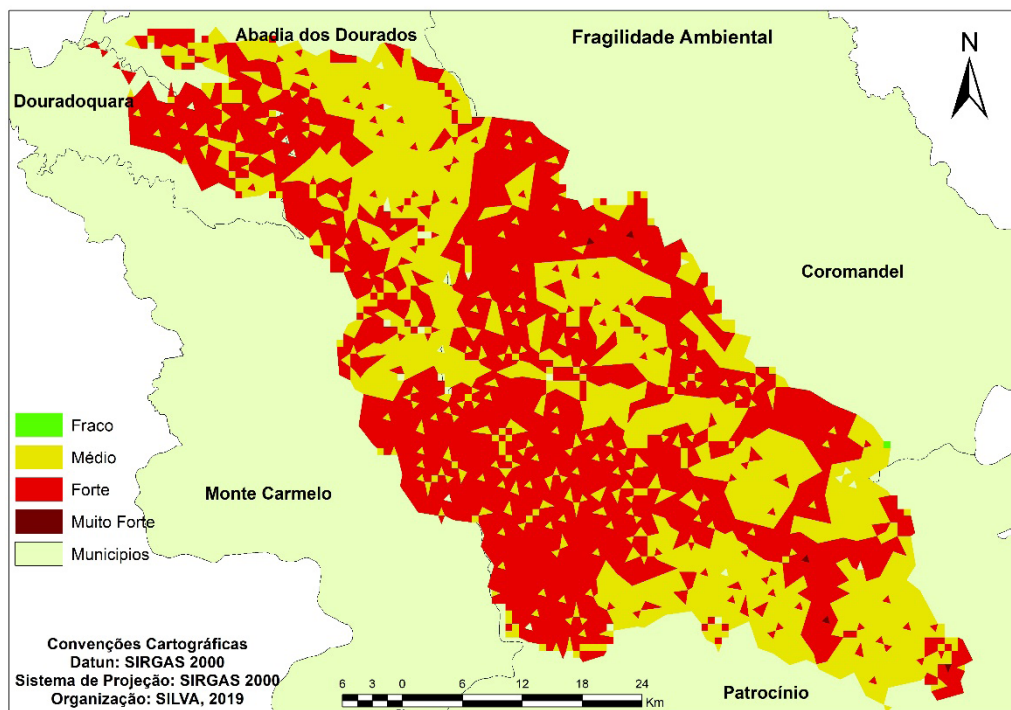 Abadia dos Dourados
Fragilidade Ambiental
N
Douradoquara
Coromandel
Fraco
Médio
Forte
Muito Forte
Municipios
Monte Carmelo
Convenções Cartográficas
Datun: SIRGAS 2000
Sistema de Projeção: SIRGAS 2000
Organização: SILVA, 2019
6 3 0 6 12 18 24
Km
Patrocínio